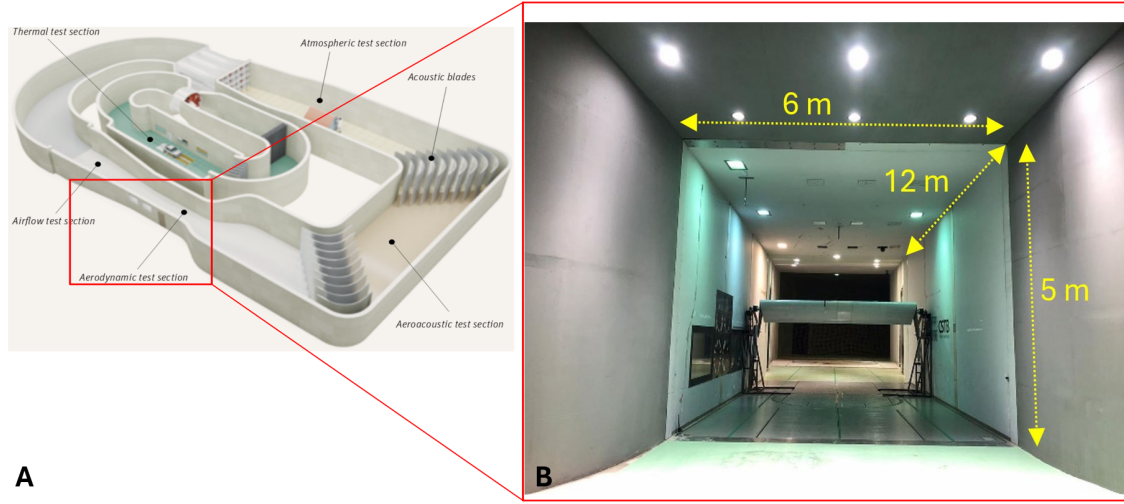 Thermal test section
Atmospheric test section
Acoustic blades
Airflow test section
Aerodynamic test section
Aeroacoustic test section
A
6 m
12 m
5 m
CSTB
B